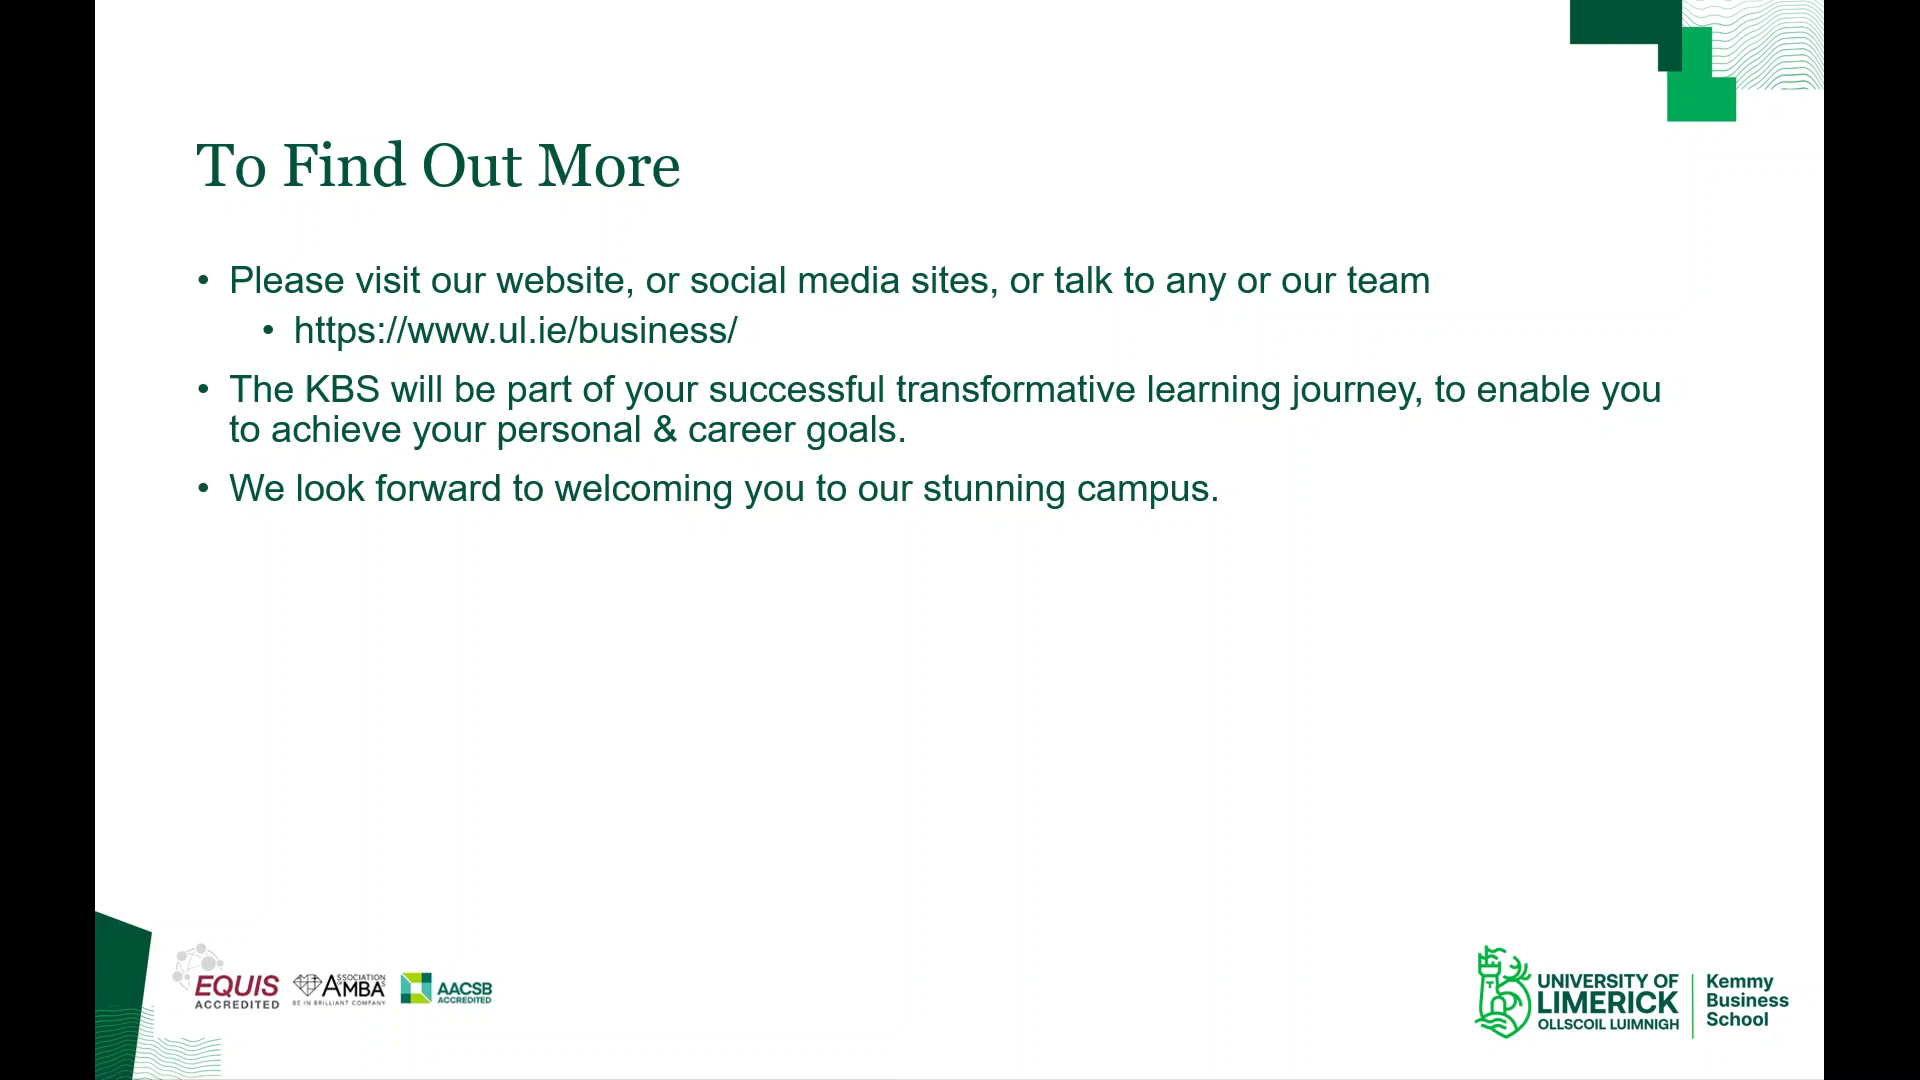 To Find Out More
• Please visit our website, or social media sites, or talk to any or our team
• https://www.ul.ie/business/
• The KBS will be part of your successful transformative learning journey, to enable you
to achieve your personal & career goals.
• We look forward to welcoming you to our stunning campus.
EQUIS
ACCREDITED
ASSOCIATION
AMBA
BE IN BRILLIANT COMPANY
AACSB
ACCREDITED
UNIVERSITY OF
LIMERICK
OLLSCOIL LUIMNIGH
Kemmy
Business
School